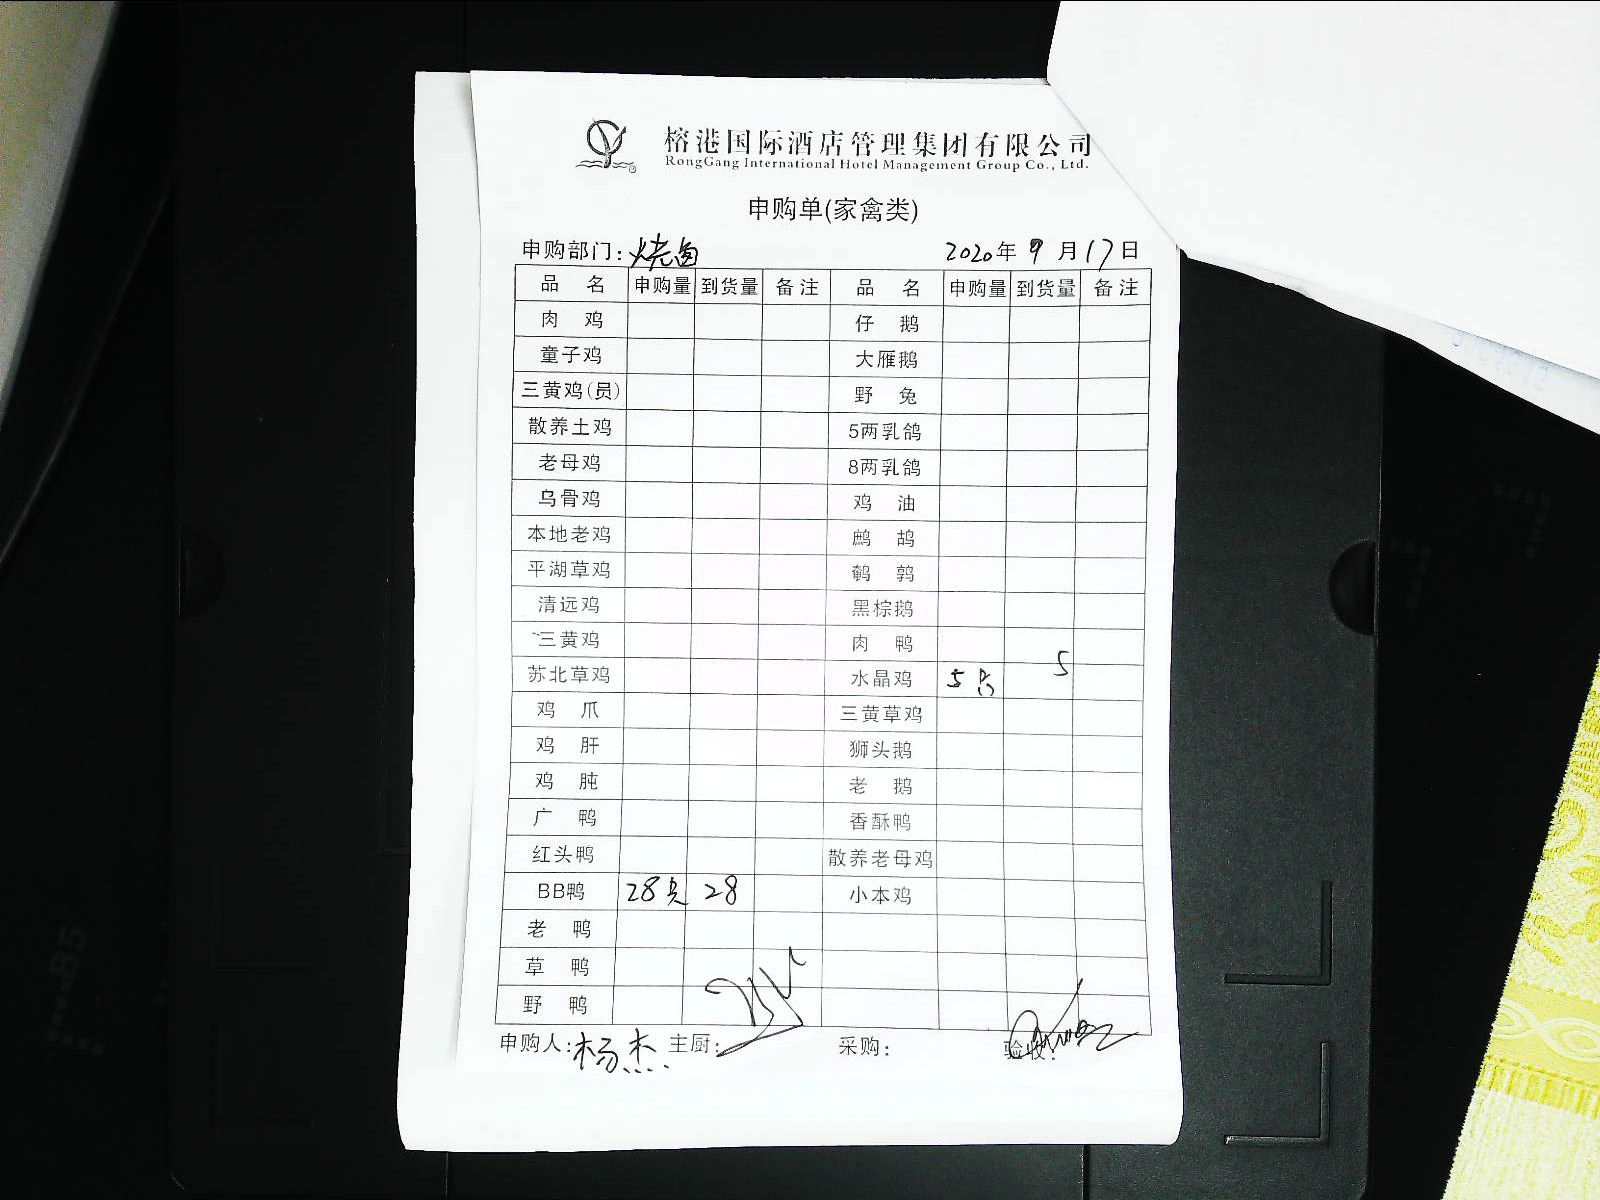 榕港国际酒店管理集团有限公司
RongGang International Hotel Management Group Co., Ltd.
申购单(家禽类)
申购部门：烧卤 2020年9月17日
品名 申购量 到货量 备注 品名 申购量 到货量 备注
肉鸡 仔鹅
童子鸡 大雁鹅
三黄鸡(员) 野兔
散养土鸡 5两乳鸽
老母鸡 8两乳鸽
乌骨鸡 鸡油
本地老鸡 鹧鸪
平湖草鸡 鹌鹑
清远鸡 黑棕鹅
三黄鸡 肉鸭
苏北草鸡 水晶鸡 5只 5
鸡爪 三黄草鸡
鸡肝 狮头鹅
鸡肫 老鹅
广鸭 香酥鸭
红头鸭 散养老母鸡
BB鸭 28只 28 小本鸡
老鸭
草鸭
野鸭
申购人：杨杰 主厨： 采购： 验收：